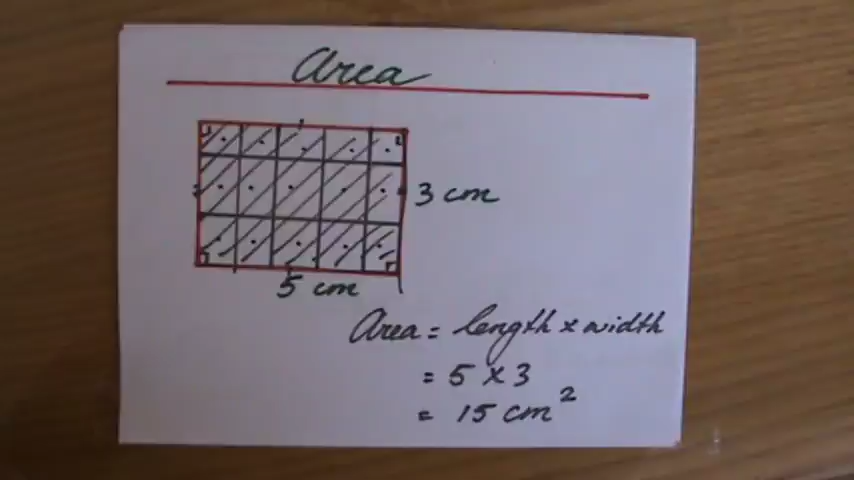 Area
3 cm
5 cm
Area = length x width
= 5 x 3
= 15 cm²